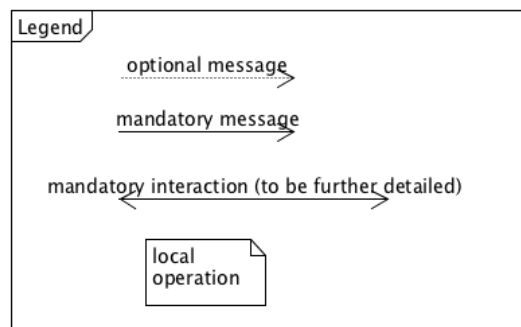 Legend
optional message
mandatory message
mandatory interaction (to be further detailed)
local
operation